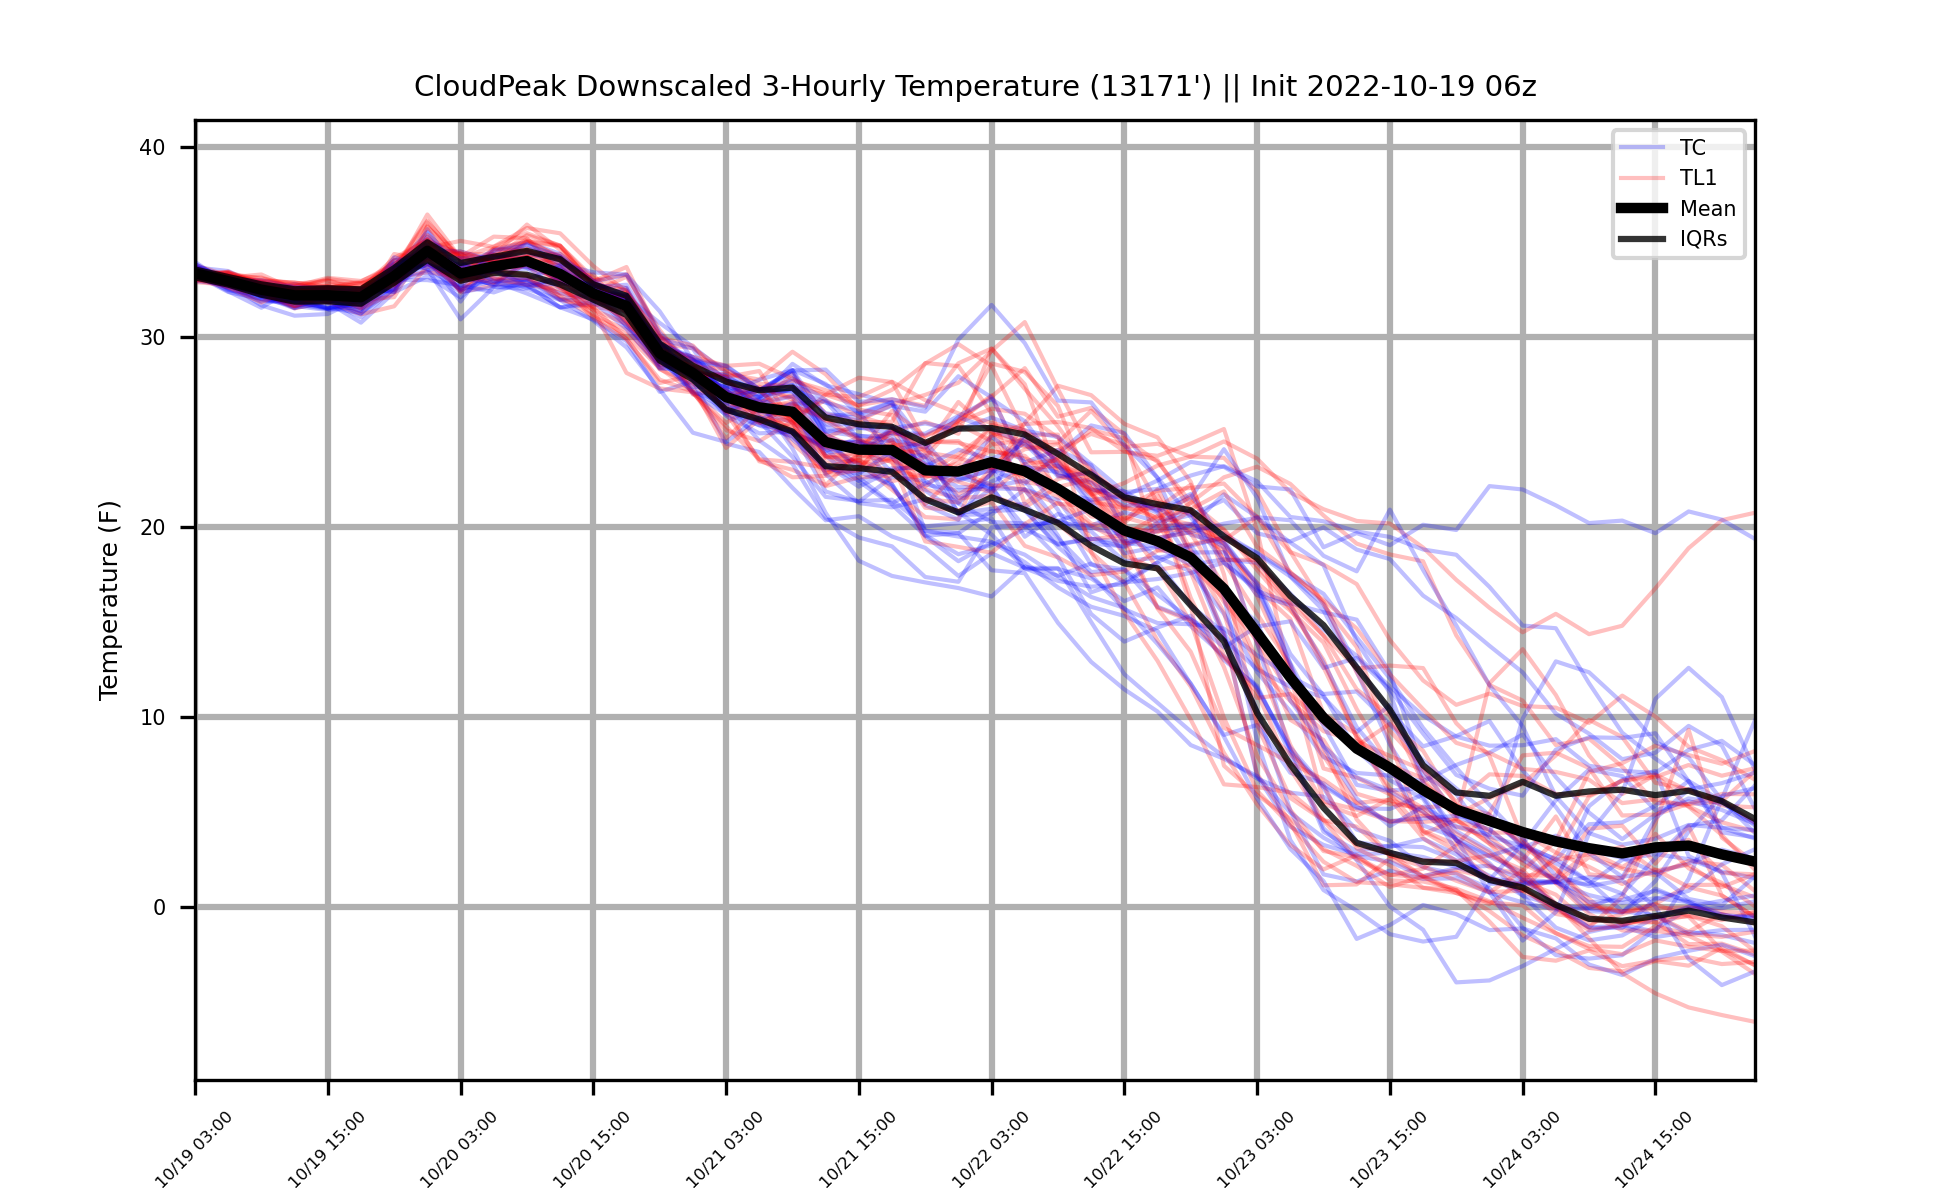 CloudPeak Downscaled 3-Hourly Temperature (13171') || Init 2022-10-19 06z
TC
TL1
Mean
IQRs
Temperature (F)
40
30
20
10
0
10/19 03:00
10/19 15:00
10/20 03:00
10/20 15:00
10/21 03:00
10/21 15:00
10/22 03:00
10/22 15:00
10/23 03:00
10/23 15:00
10/24 03:00
10/24 15:00